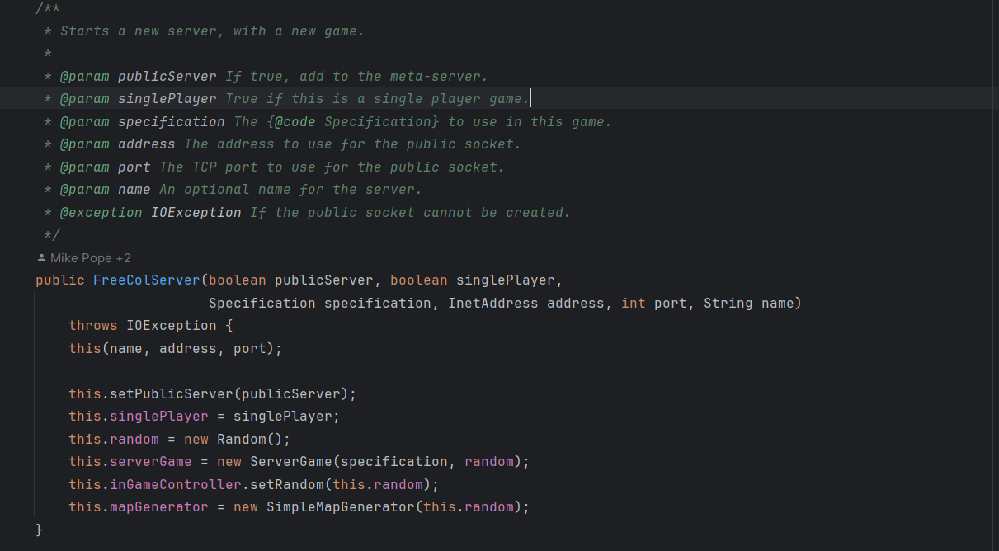 /**
 * Starts a new server, with a new game.
 *
 * @param publicServer If true, add to the meta-server.
 * @param singlePlayer True if this is a single player game.
 * @param specification The {@code Specification} to use in this game.
 * @param address The address to use for the public socket.
 * @param port The TCP port to use for the public socket.
 * @param name An optional name for the server.
 * @exception IOException If the public socket cannot be created.
 */
Mike Pope +2
public FreeColServer(boolean publicServer, boolean singlePlayer,
                     Specification specification, InetAddress address, int port, String name)
    throws IOException {
    this(name, address, port);

    this.setPublicServer(publicServer);
    this.singlePlayer = singlePlayer;
    this.random = new Random();
    this.serverGame = new ServerGame(specification, random);
    this.inGameController.setRandom(this.random);
    this.mapGenerator = new SimpleMapGenerator(this.random);
}